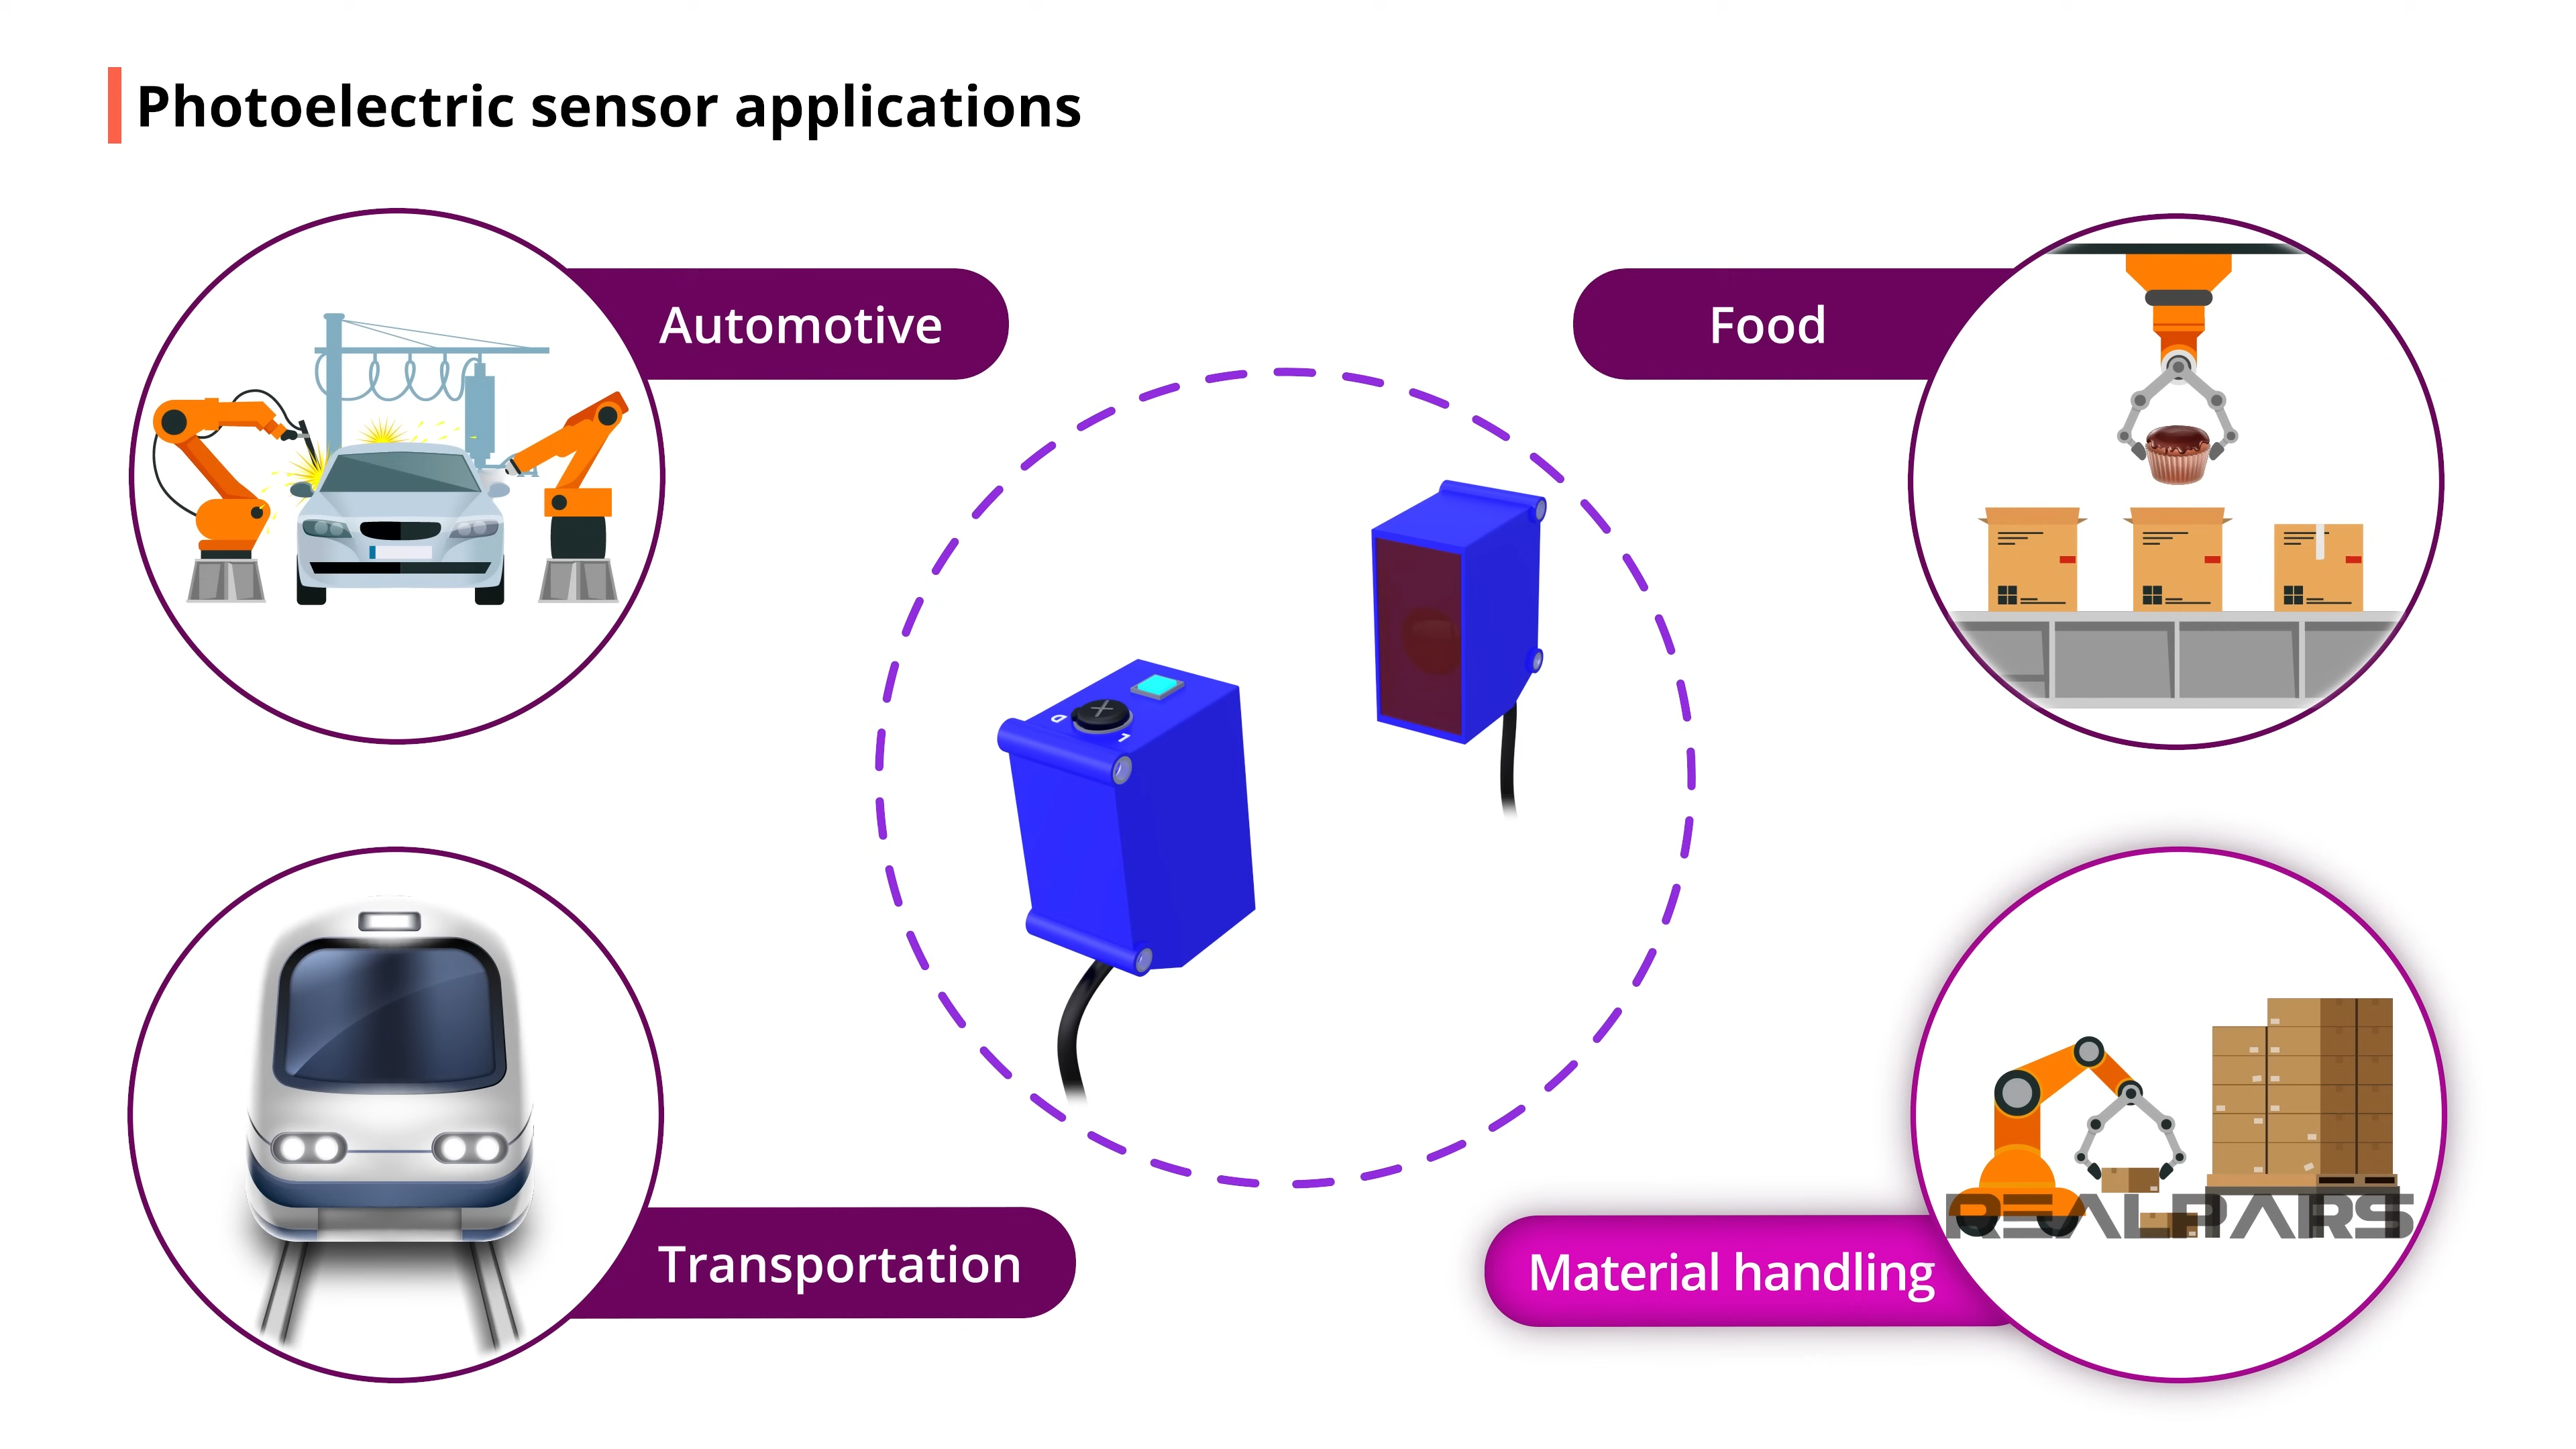 Photoelectric sensor applications
Automotive
Food
D
L
Transportation
Material handling
REALPARS